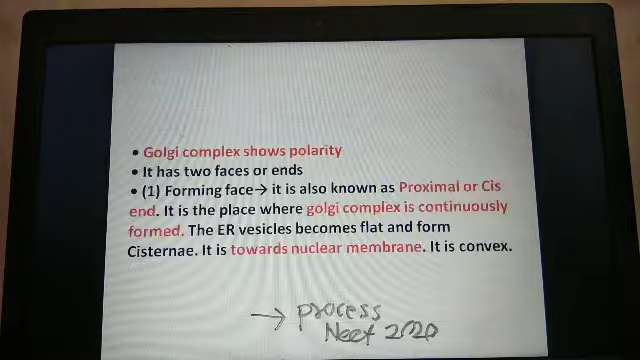 • Golgi complex shows polarity
• It has two faces or ends
• (1) Forming face→ it is also known as Proximal or Cis
end. It is the place where golgi complex is continuously
formed. The ER vesicles becomes flat and form
Cisternae. It is towards nuclear membrane. It is convex.
→ process
Neet 2020